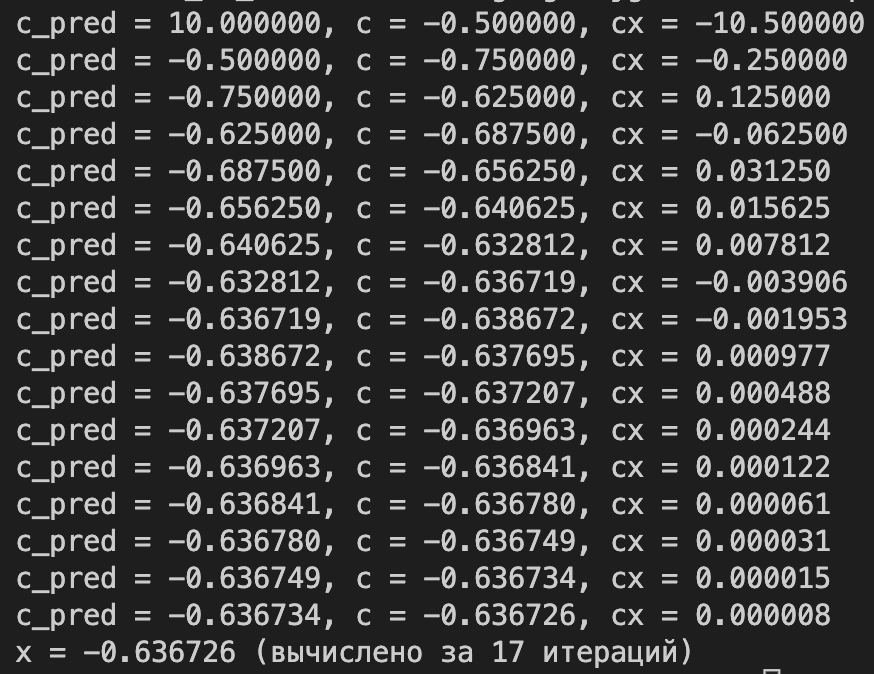 c_pred = 10.000000, c = -0.500000, cx = -10.500000
c_pred = -0.500000, c = -0.750000, cx = -0.250000
c_pred = -0.750000, c = -0.625000, cx = 0.125000
c_pred = -0.625000, c = -0.687500, cx = -0.062500
c_pred = -0.687500, c = -0.656250, cx = 0.031250
c_pred = -0.656250, c = -0.640625, cx = 0.015625
c_pred = -0.640625, c = -0.632812, cx = 0.007812
c_pred = -0.632812, c = -0.636719, cx = -0.003906
c_pred = -0.636719, c = -0.638672, cx = -0.001953
c_pred = -0.638672, c = -0.637695, cx = 0.000977
c_pred = -0.637695, c = -0.637207, cx = 0.000488
c_pred = -0.637207, c = -0.636963, cx = 0.000244
c_pred = -0.636963, c = -0.636841, cx = 0.000122
c_pred = -0.636841, c = -0.636780, cx = 0.000061
c_pred = -0.636780, c = -0.636749, cx = 0.000031
c_pred = -0.636749, c = -0.636734, cx = 0.000015
c_pred = -0.636734, c = -0.636726, cx = 0.000008
x = -0.636726 (вычислено за 17 итераций)